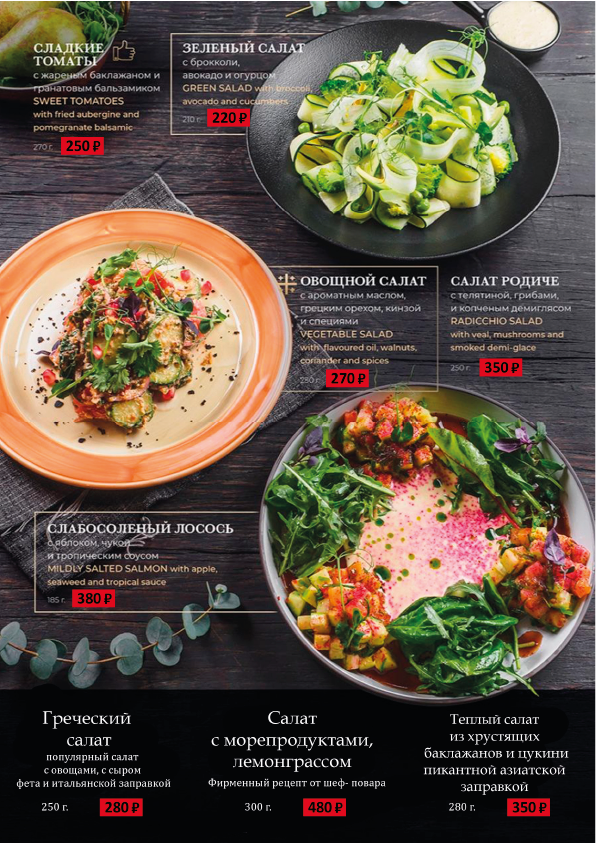 СЛАДКИЕ
ТОМАТЫ
с жареным баклажаном и
гранатовым бальзамиком
SWEET TOMATOES
with fried aubergine and
pomegranate balsamic
270 г. 250 ₽
ЗЕЛЕНЫЙ САЛАТ
с брокколи,
авокадо и огурцом
GREEN SALAD with broccoli,
avocado and cucumbers
210 г. 220 ₽
ОВОЩНОЙ САЛАТ
с ароматным маслом,
грецким орехом, кинзой
и специями
VEGETABLE SALAD
with flavoured oil, walnuts,
coriander and spices
280 г. 270 ₽
САЛАТ РОДИЧЕ
с телятиной, грибами,
и копченым демиглясом
RADICCHIO SALAD
with veal, mushrooms and
smoked demi-glace
250 г. 350 ₽
СЛАБОСОЛЕНЫЙ ЛОСОСЬ
с яблоком, чукой
и тропическим соусом
MILDLY SALTED SALMON with apple,
seaweed and tropical sauce
185 г. 380 ₽
Греческий
салат
популярный салат
с овощами, с сыром
фета и итальянской заправкой
250 г. 280 ₽
Салат
с морепродуктами,
лемонграссом
Фирменный рецепт от шеф- повара
300 г. 480 ₽
Теплый салат
из хрустящих
баклажанов и цукини
пикантной азиатской
заправкой
280 г. 350 ₽